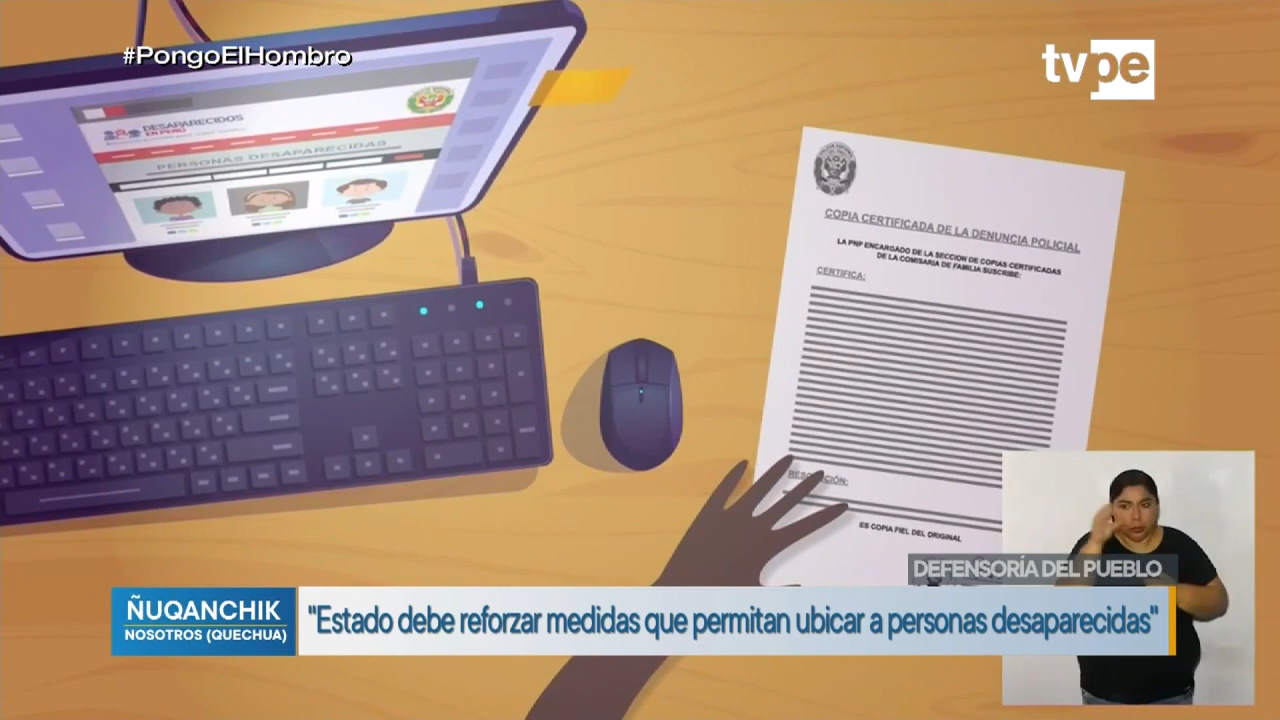 #PongoElHombro
tvpe
DESAPARECIDOS
EN PERÚ
PERSONAS DESAPARECIDAS
COPIA CERTIFICADA DE LA DENUNCIA POLICIAL
LA PNP ENCARGADO DE LA SECCION DE COPIAS CERTIFICADAS
DE LA COMISARIA DE FAMILIA SUSCRIBE:
CERTIFICA:
ES COPIA FIEL DEL ORIGINAL
DEFENSORÍA DEL PUEBLO
ÑUQANCHIK
NOSOTROS (QUECHUA)
"Estado debe reforzar medidas que permitan ubicar a personas desaparecidas"